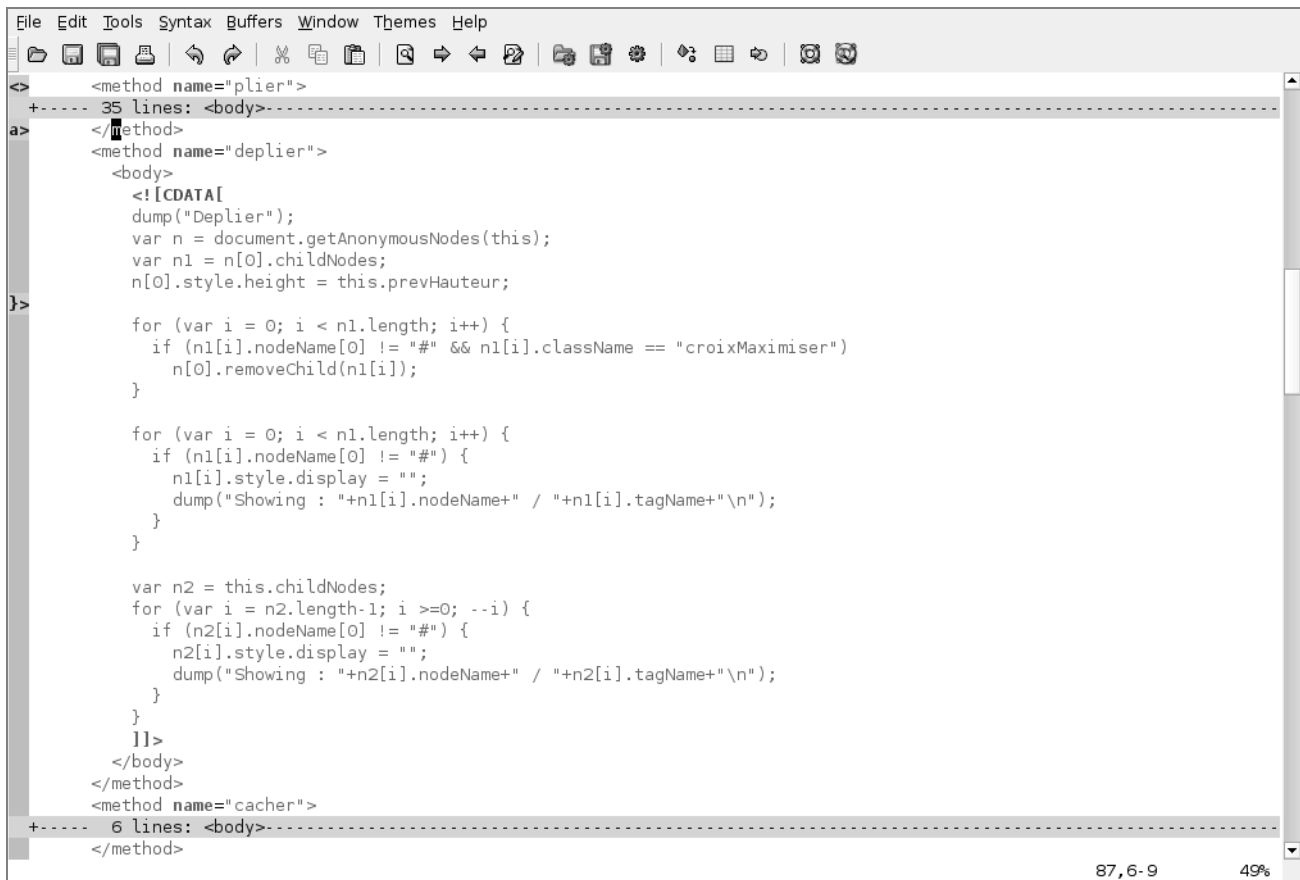 File Edit Tools Syntax Buffers Window Themes Help
<> <method name="plier">
+----- 35 lines: <body>----------------------------------------------------------------------------------------------------
a> </method>
<method name="deplier">
<body>
<![CDATA[
dump("Deplier");
var n = document.getAnonymousNodes(this);
var n1 = n[0].childNodes;
n[0].style.height = this.prevHauteur;
}>
for (var i = 0; i < n1.length; i++) {
if (n1[i].nodeName[0] != "#" && n1[i].className == "croixMaximiser")
n[0].removeChild(n1[i]);
}
for (var i = 0; i < n1.length; i++) {
if (n1[i].nodeName[0] != "#") {
n1[i].style.display = "";
dump("Showing : "+n1[i].nodeName+" / "+n1[i].tagName+"\n");
}
}
var n2 = this.childNodes;
for (var i = n2.length-1; i >=0; --i) {
if (n2[i].nodeName[0] != "#") {
n2[i].style.display = "";
dump("Showing : "+n2[i].nodeName+" / "+n2[i].tagName+"\n");
}
}
]]>
</body>
</method>
<method name="cacher">
+----- 6 lines: <body>----------------------------------------------------------------------------------------------------
</method>
87,6-9 49%